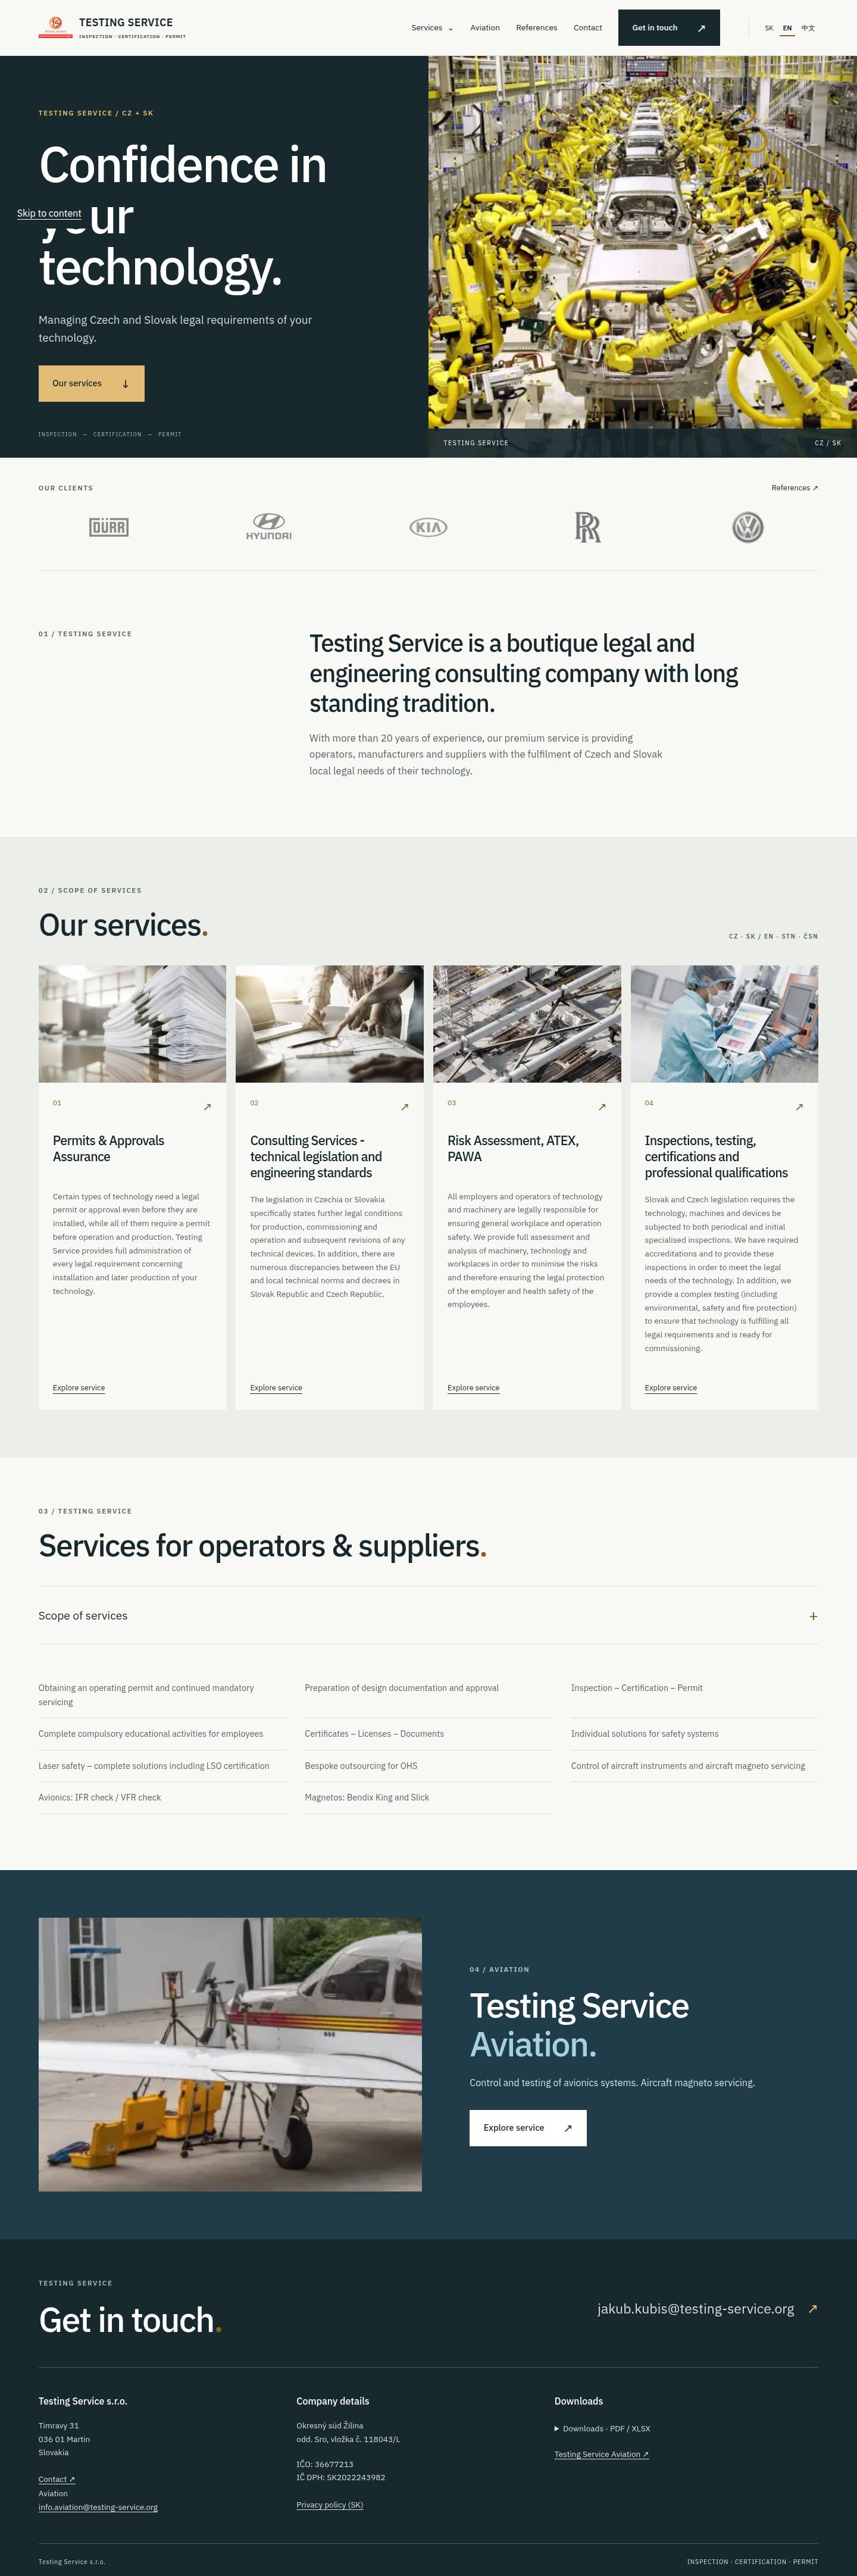 TESTING SERVICE
INSPECTION · CERTIFICATION · PERMIT
Services
Aviation
References
Contact
Get in touch ↗
SK
EN
中文
TESTING SERVICE / CZ + SK
Confidence in
your
Skip to content
technology.
Managing Czech and Slovak legal requirements of your
technology.
Our services ↓
INSPECTION — CERTIFICATION — PERMIT
TESTING SERVICE
CZ / SK
OUR CLIENTS
References ↗
DÜRR
HYUNDAI
KIA
RR
VW
01 / TESTING SERVICE
Testing Service is a boutique legal and
engineering consulting company with long
standing tradition.
With more than 20 years of experience, our premium service is providing
operators, manufacturers and suppliers with the fulfilment of Czech and Slovak
local legal needs of their technology.
02 / SCOPE OF SERVICES
Our services.
CZ · SK / EN · STN · ČSN
01 ↗
Permits & Approvals
Assurance
Certain types of technology need a legal
permit or approval even before they are
installed, while all of them require a permit
before operation and production. Testing
Service provides full administration of
every legal requirement concerning
installation and later production of your
technology.
Explore service
02 ↗
Consulting Services -
technical legislation and
engineering standards
The legislation in Czechia or Slovakia
specifically states further legal conditions
for production, commissioning and
operation and subsequent revisions of any
technical devices. In addition, there are
numerous discrepancies between the EU
and local technical norms and decrees in
Slovak Republic and Czech Republic.
Explore service
03 ↗
Risk Assessment, ATEX,
PAWA
All employers and operators of technology
and machinery are legally responsible for
ensuring general workplace and operation
safety. We provide full assessment and
analysis of machinery, technology and
workplaces in order to minimise the risks
and therefore ensuring the legal protection
of the employer and health safety of the
employees.
Explore service
04 ↗
Inspections, testing,
certifications and
professional qualifications
Slovak and Czech legislation requires the
technology, machines and devices be
subjected to both periodical and initial
specialised inspections. We have required
accreditations and to provide these
inspections in order to meet the legal
needs of the technology. In addition, we
provide a complex testing (including
environmental, safety and fire protection)
to ensure that technology is fulfilling all
legal requirements and is ready for
commissioning.
Explore service
03 / TESTING SERVICE
Services for operators & suppliers.
Scope of services +
Obtaining an operating permit and continued mandatory
servicing
Preparation of design documentation and approval
Inspection – Certification – Permit
Complete compulsory educational activities for employees
Certificates – Licenses – Documents
Individual solutions for safety systems
Laser safety – complete solutions including LSO certification
Bespoke outsourcing for OHS
Control of aircraft instruments and aircraft magneto servicing
Avionics: IFR check / VFR check
Magnetos: Bendix King and Slick
04 / AVIATION
Testing Service
Aviation.
Control and testing of avionics systems. Aircraft magneto servicing.
Explore service ↗
TESTING SERVICE
Get in touch.
jakub.kubis@testing-service.org ↗
Testing Service s.r.o.
Timravy 31
036 01 Martin
Slovakia
Contact ↗
Aviation
info.aviation@testing-service.org
Company details
Okresný súd Žilina
odd. Sro, vložka č. 118043/L
IČO: 36677213
IČ DPH: SK2022243982
Privacy policy (SK)
Downloads
Downloads · PDF / XLSX
Testing Service Aviation ↗
Testing Service s.r.o.
INSPECTION · CERTIFICATION · PERMIT